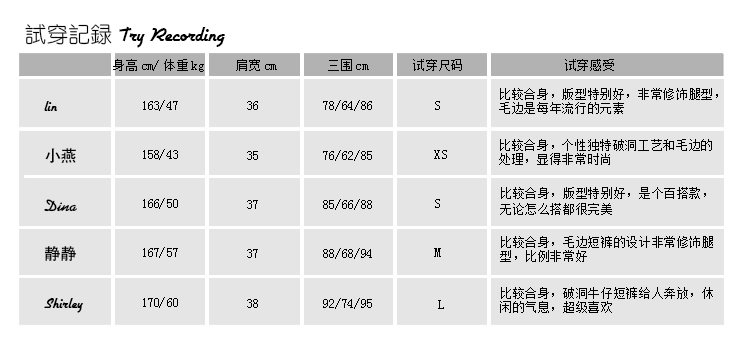 試穿記録 Try Recording
身高cm/体重kg 肩宽cm 三围cm 试穿尺码 试穿感受
lin 163/47 36 78/64/86 S 比较合身，版型特别好，非常修饰腿型，
毛边是每年流行的元素
小燕 158/43 35 76/62/85 XS 比较合身，个性独特破洞工艺和毛边的
处理，显得非常时尚
Dina 166/50 37 85/66/88 S 比较合身，版型特别好，是个百搭款，
无论怎么搭都很完美
静静 167/57 37 88/68/94 M 比较合身，毛边短裤的设计非常修饰腿
型，比例非常好
Shirley 170/60 38 92/74/95 L 比较合身，破洞牛仔短裤给人奔放，休
闲的气息，超级喜欢